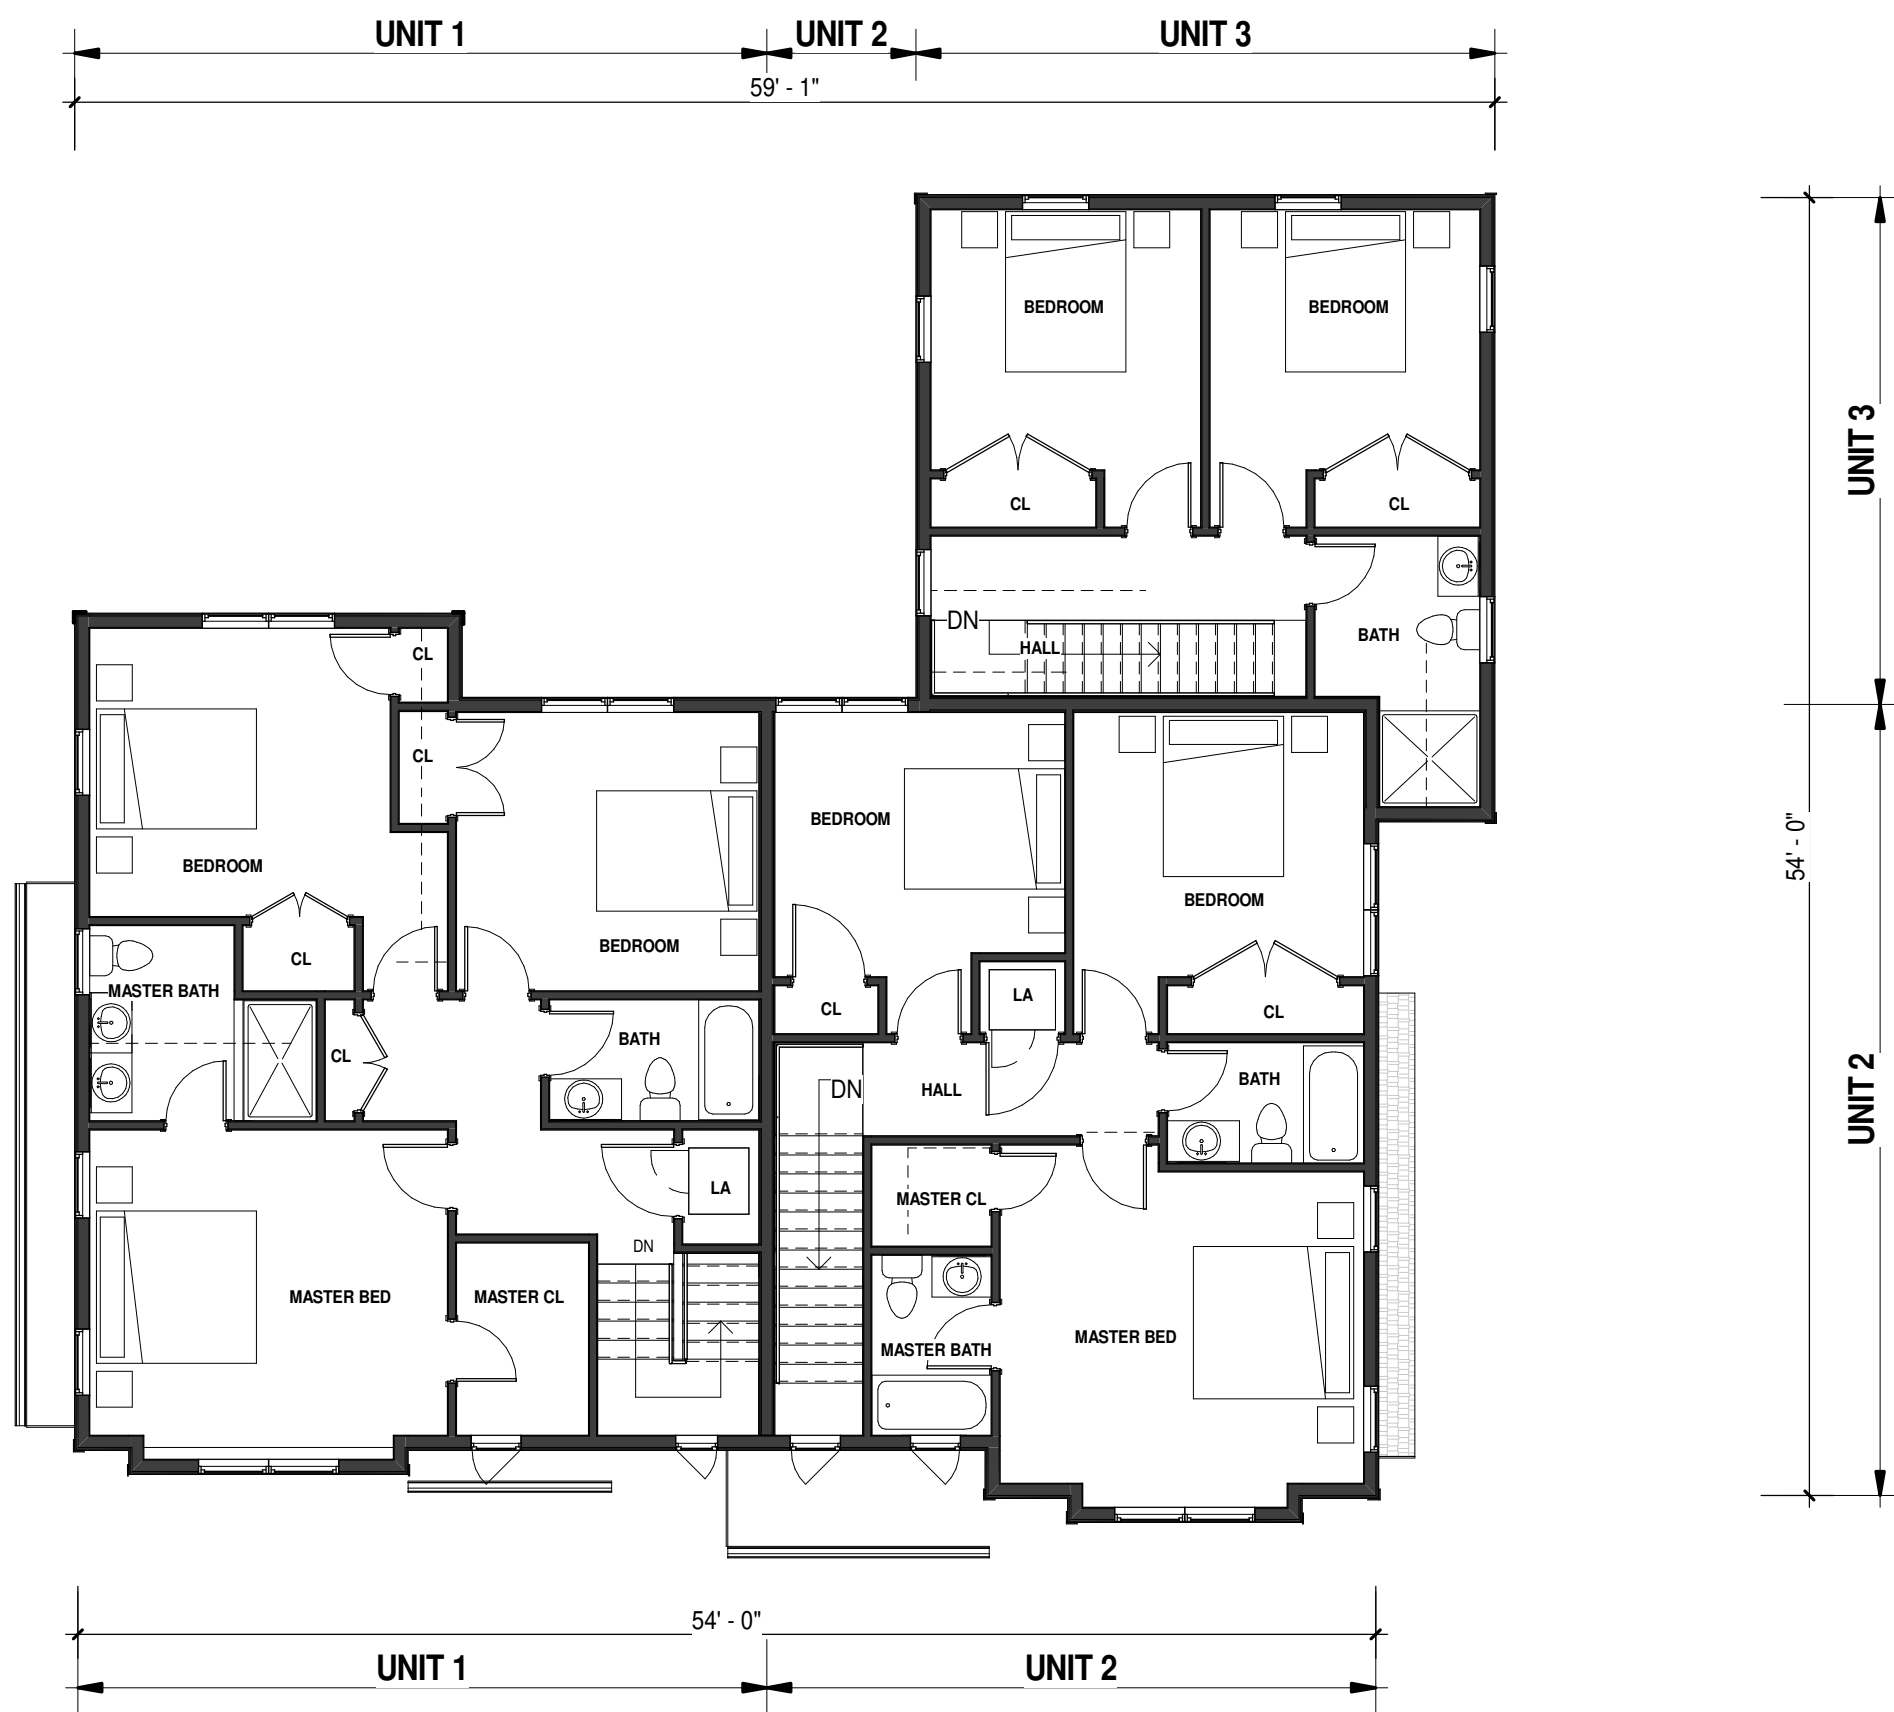 UNIT 1
UNIT 2
UNIT 3
59' - 1"
BEDROOM
BEDROOM
CL
CL
UNIT 3
DN
HALL
BATH
CL
CL
BEDROOM
BEDROOM
BEDROOM
BEDROOM
54' - 0"
CL
MASTER BATH
CL
BATH
CL
LA
CL
CL
DN
HALL
BATH
UNIT 2
LA
MASTER CL
DN
MASTER BED
MASTER CL
MASTER BATH
MASTER BED
54' - 0"
UNIT 1
UNIT 2